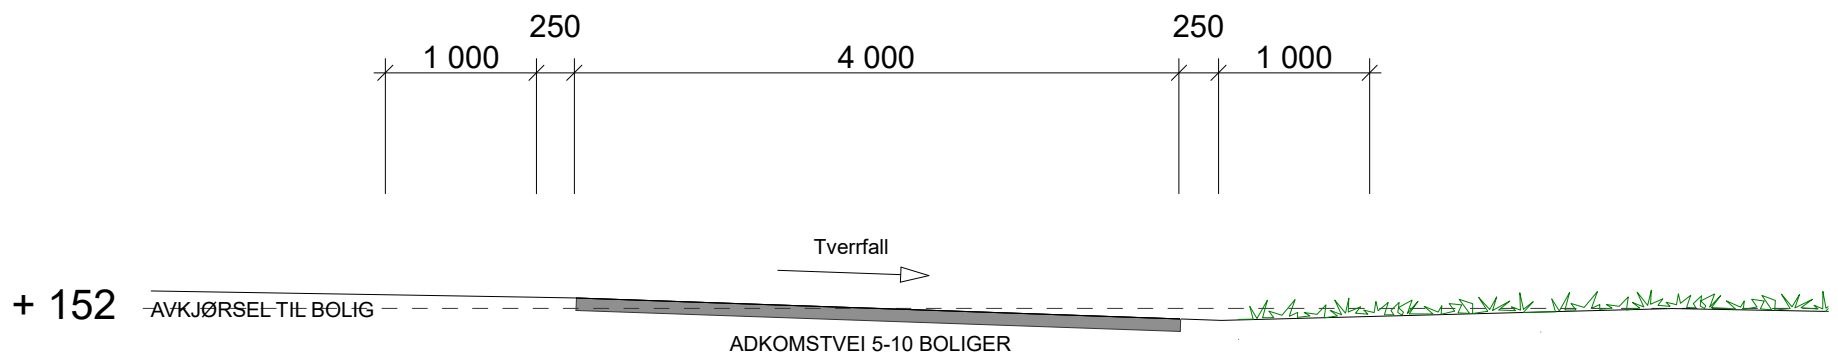 250 250
1 000 4 000 1 000
Tverrfall
+ 152 AVKJØRSEL TIL BOLIG
ADKOMSTVEI 5-10 BOLIGER